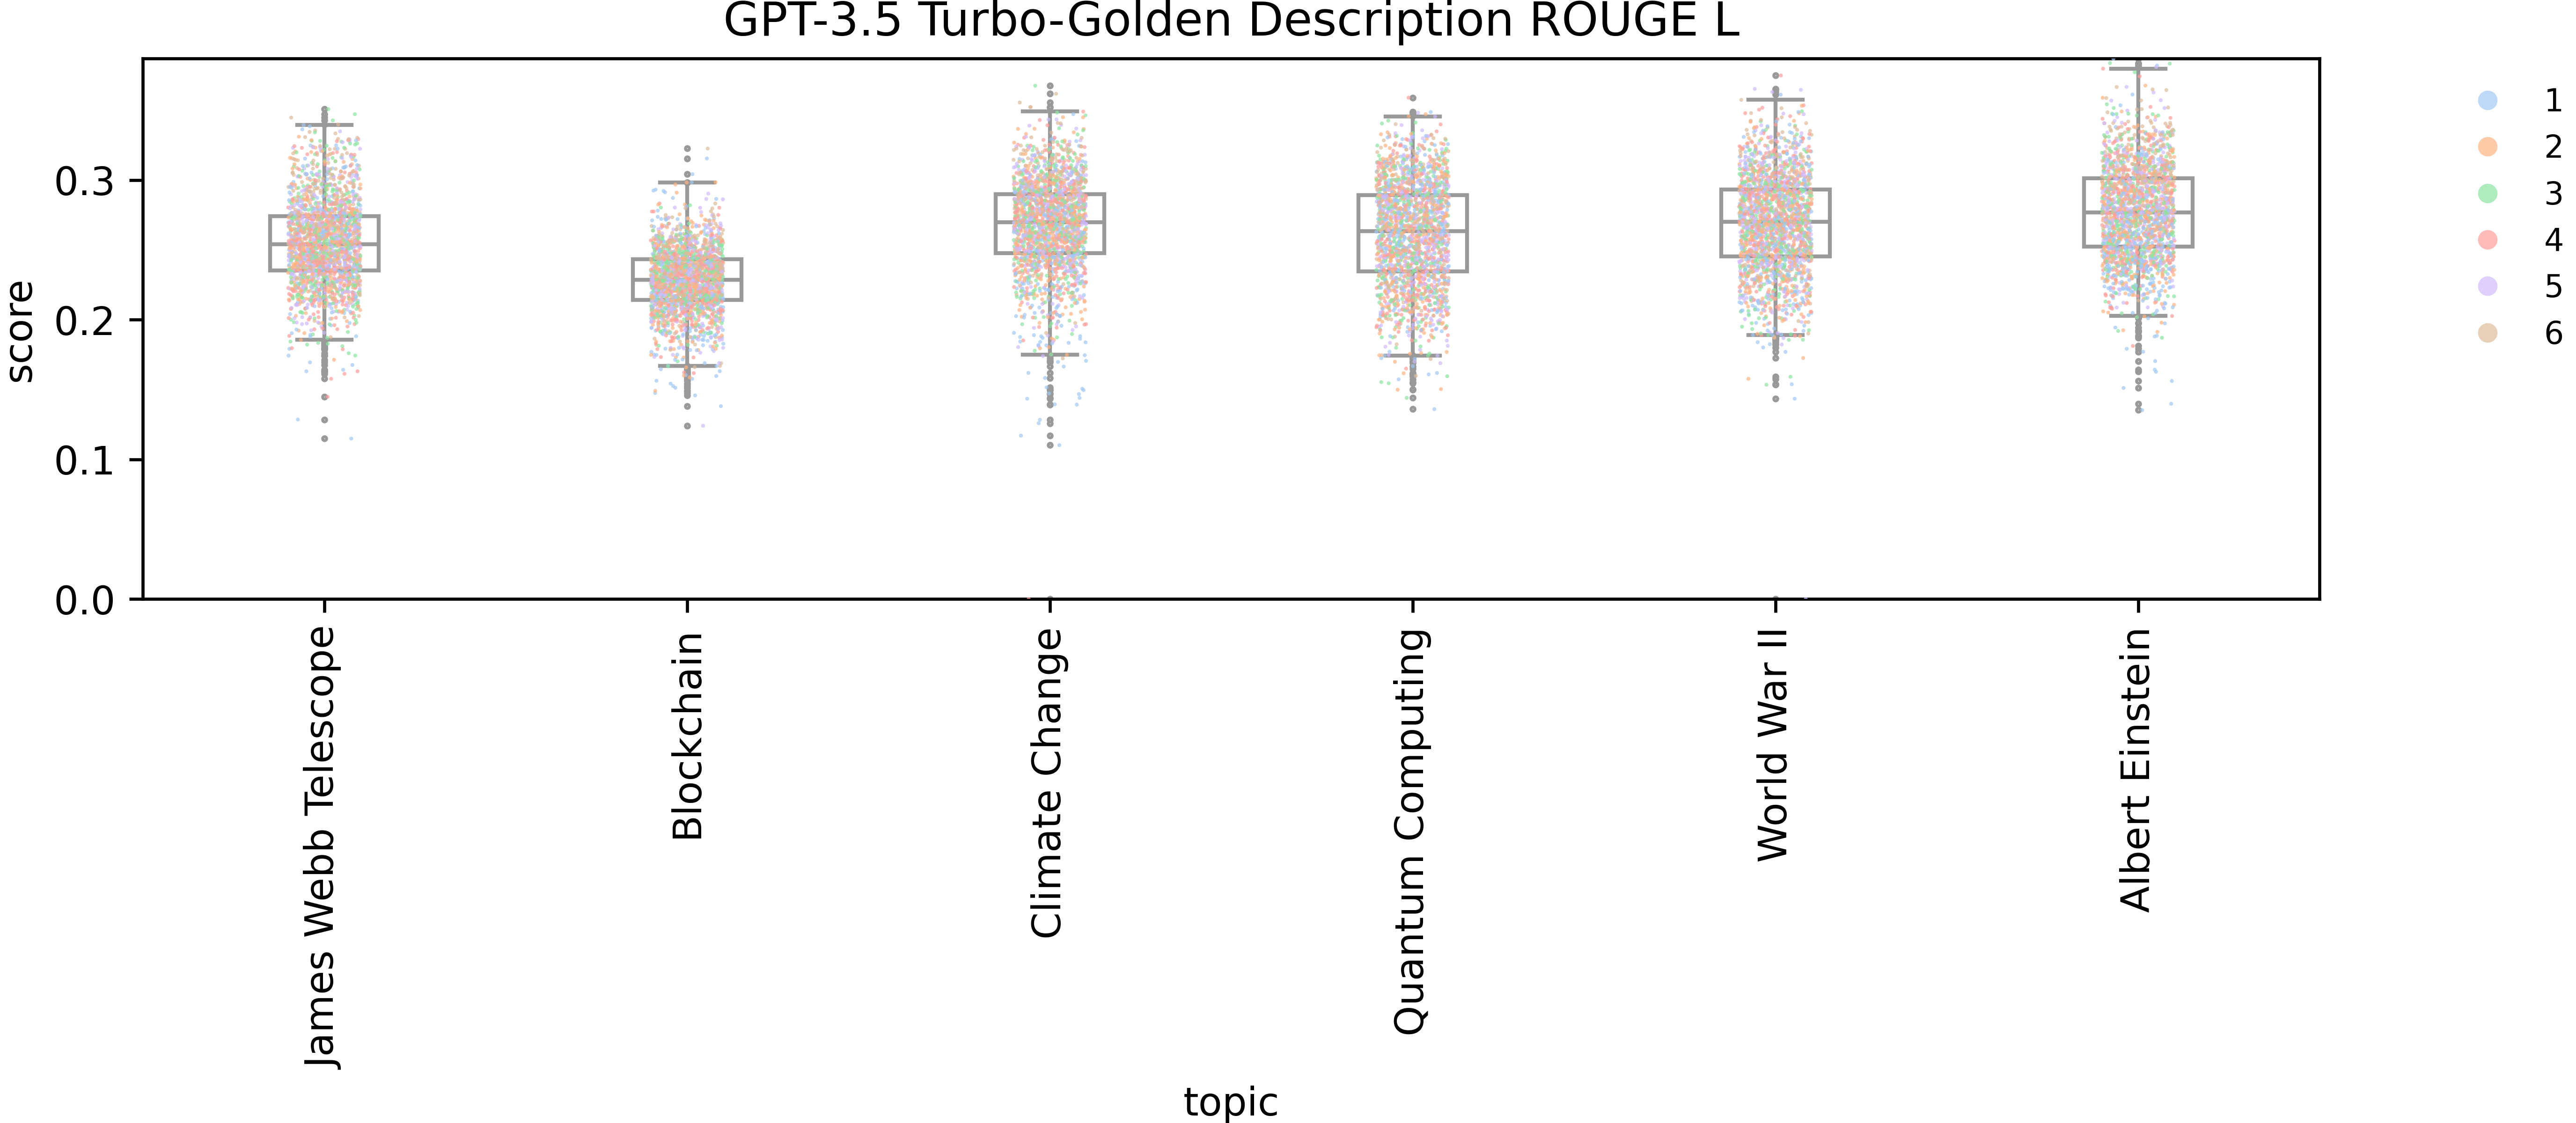 GPT-3.5 Turbo-Golden Description ROUGE L
score
0.3
0.2
0.1
0.0
James Webb Telescope
Blockchain
Climate Change
Quantum Computing
World War II
Albert Einstein
topic
1
2
3
4
5
6